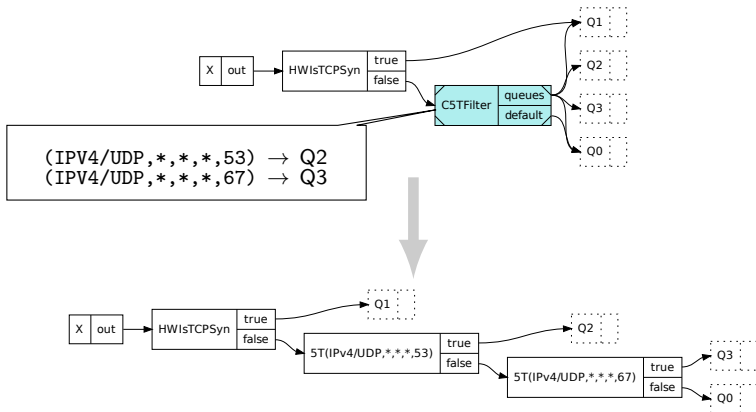 Q1
X out
HWIsTCPSyn
true
false
Q2
C5TFilter
queues
default
Q3
Q0
(IPV4/UDP,*,*,*,53) → Q2
(IPV4/UDP,*,*,*,67) → Q3
Q1
X out
HWIsTCPSyn
true
false
Q2
5T(IPv4/UDP,*,*,*,53)
true
false
Q3
5T(IPv4/UDP,*,*,*,67)
true
false
Q0